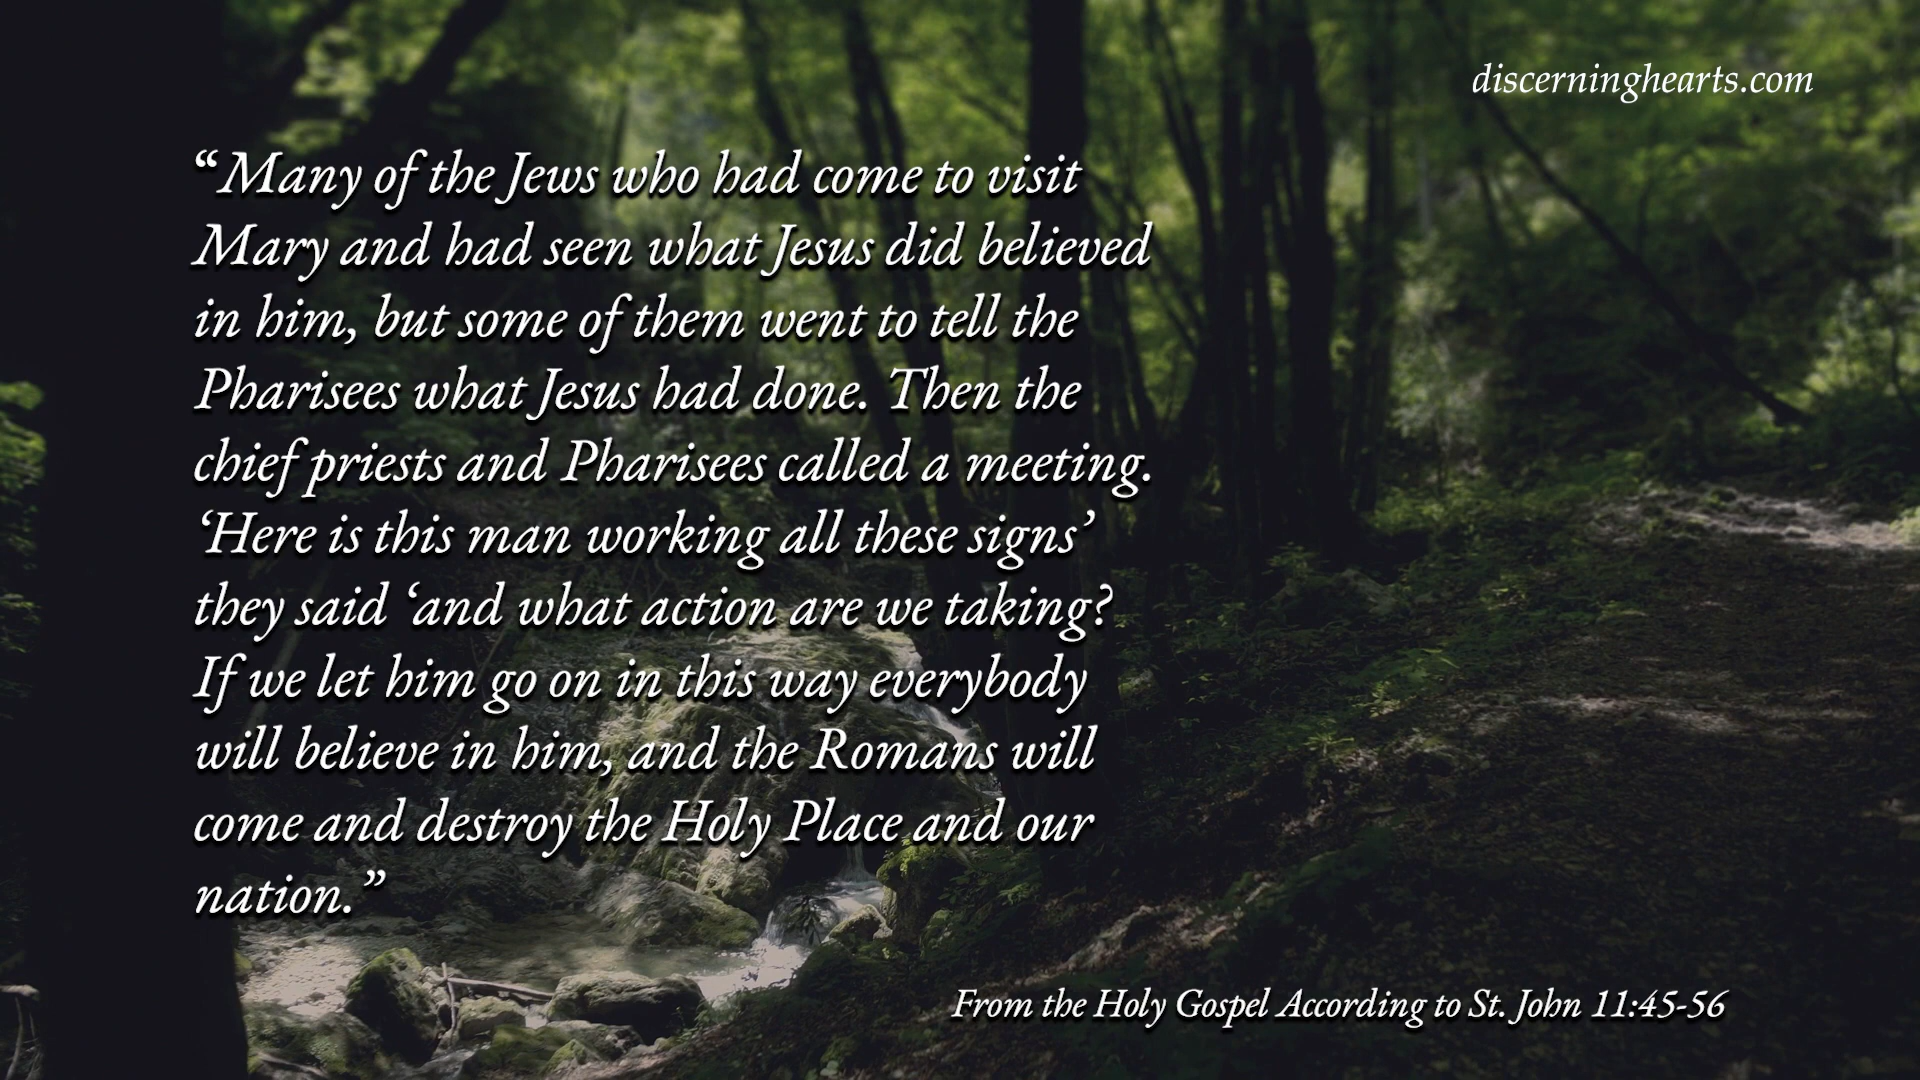 discerninghearts.com
“Many of the Jews who had come to visit
Mary and had seen what Jesus did believed
in him, but some of them went to tell the
Pharisees what Jesus had done. Then the
chief priests and Pharisees called a meeting.
‘Here is this man working all these signs’
they said ‘and what action are we taking?
If we let him go on in this way everybody
will believe in him, and the Romans will
come and destroy the Holy Place and our
nation.”
From the Holy Gospel According to St. John 11:45-56